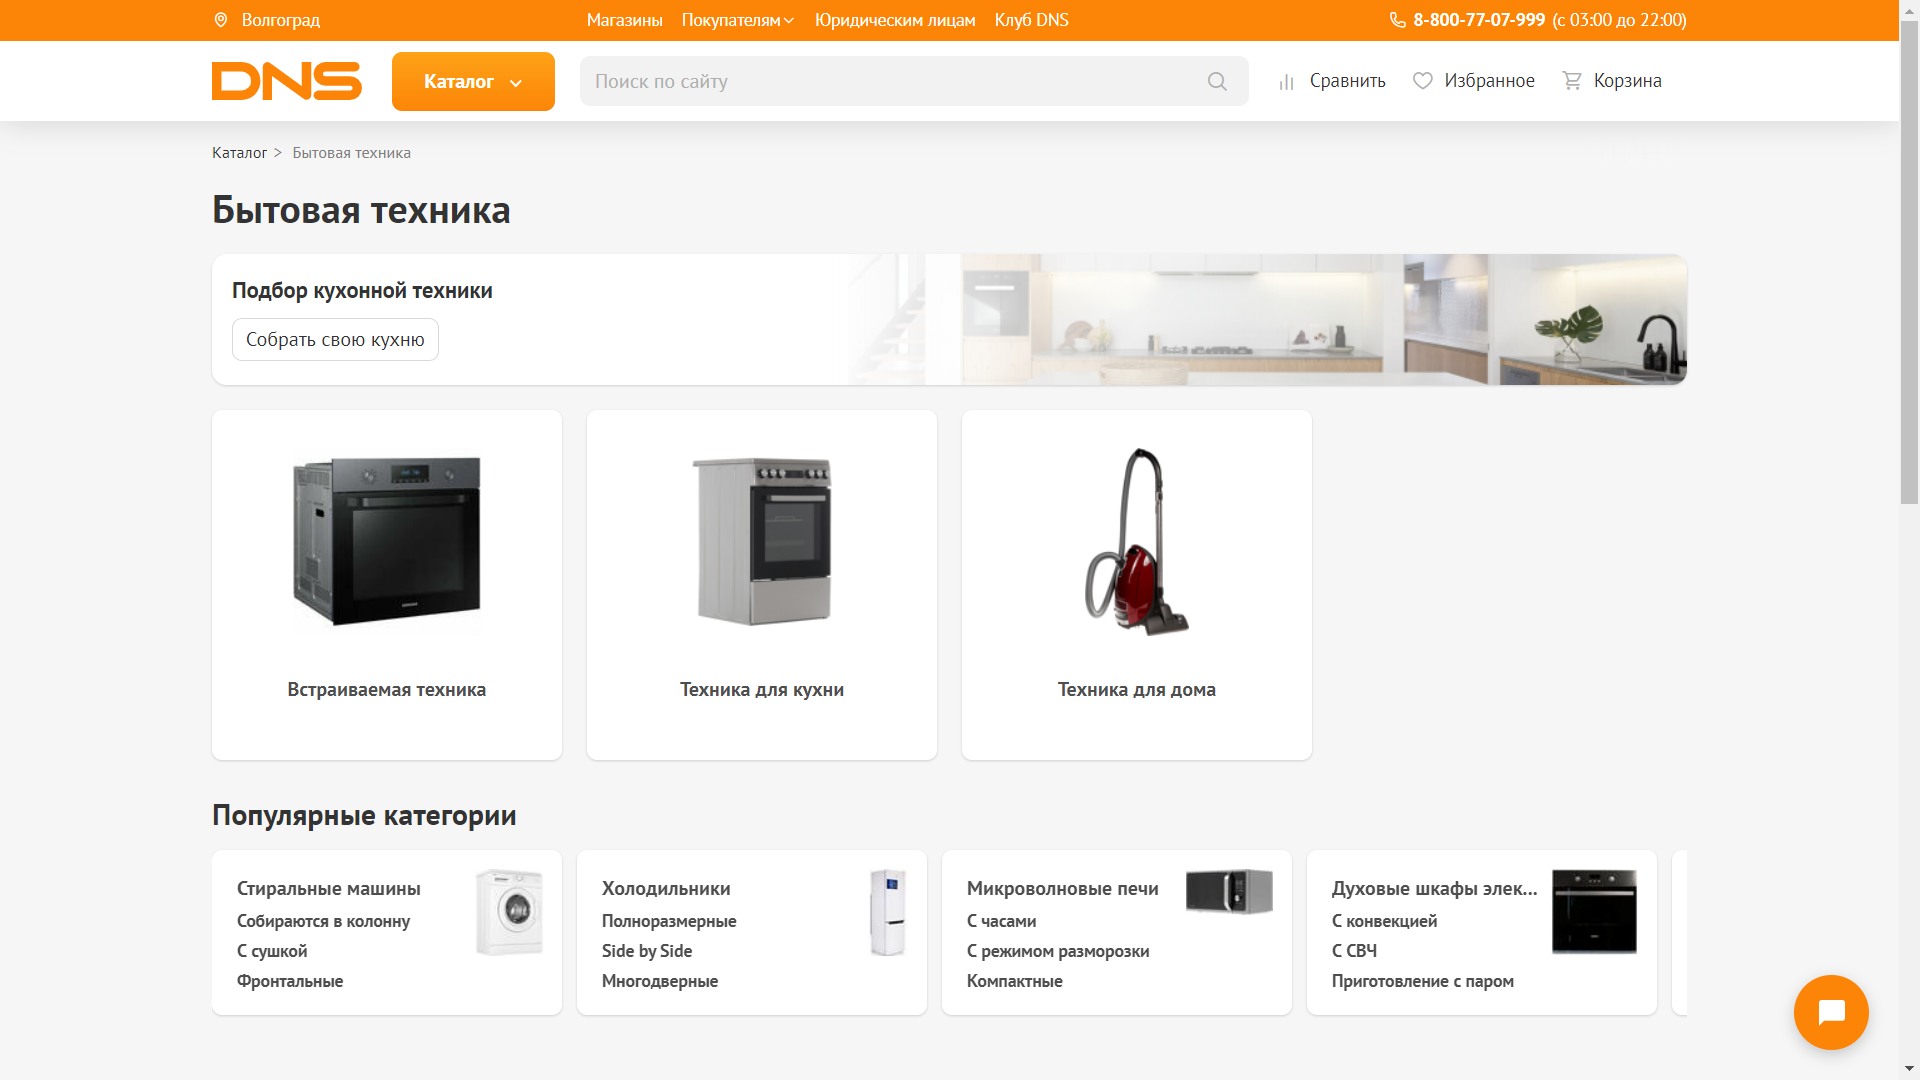 Волгоград
Магазины
Покупателям
Юридическим лицам
Клуб DNS
8-800-77-07-999 (с 03:00 до 22:00)
DNS
Каталог
Поиск по сайту
Сравнить
Избранное
Корзина
Каталог > Бытовая техника
Бытовая техника
Подбор кухонной техники
Собрать свою кухню
Встраиваемая техника
Техника для кухни
Техника для дома
Популярные категории
Стиральные машины
Собираются в колонну
С сушкой
Фронтальные
Холодильники
Полноразмерные
Side by Side
Многодверные
Микроволновые печи
С часами
С режимом разморозки
Компактные
Духовые шкафы элек...
С конвекцией
С СВЧ
Приготовление с паром